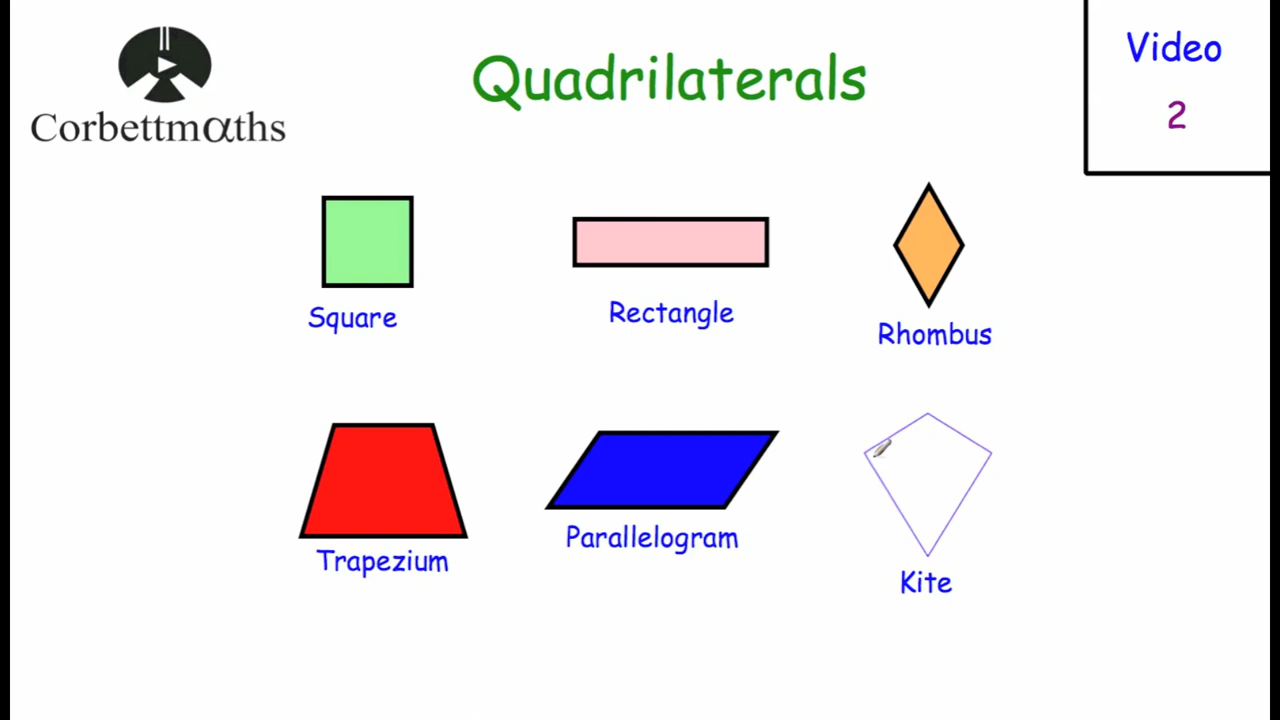 Corbettmαths
Quadrilaterals
Video
2
Square
Rectangle
Rhombus
Trapezium
Parallelogram
Kite